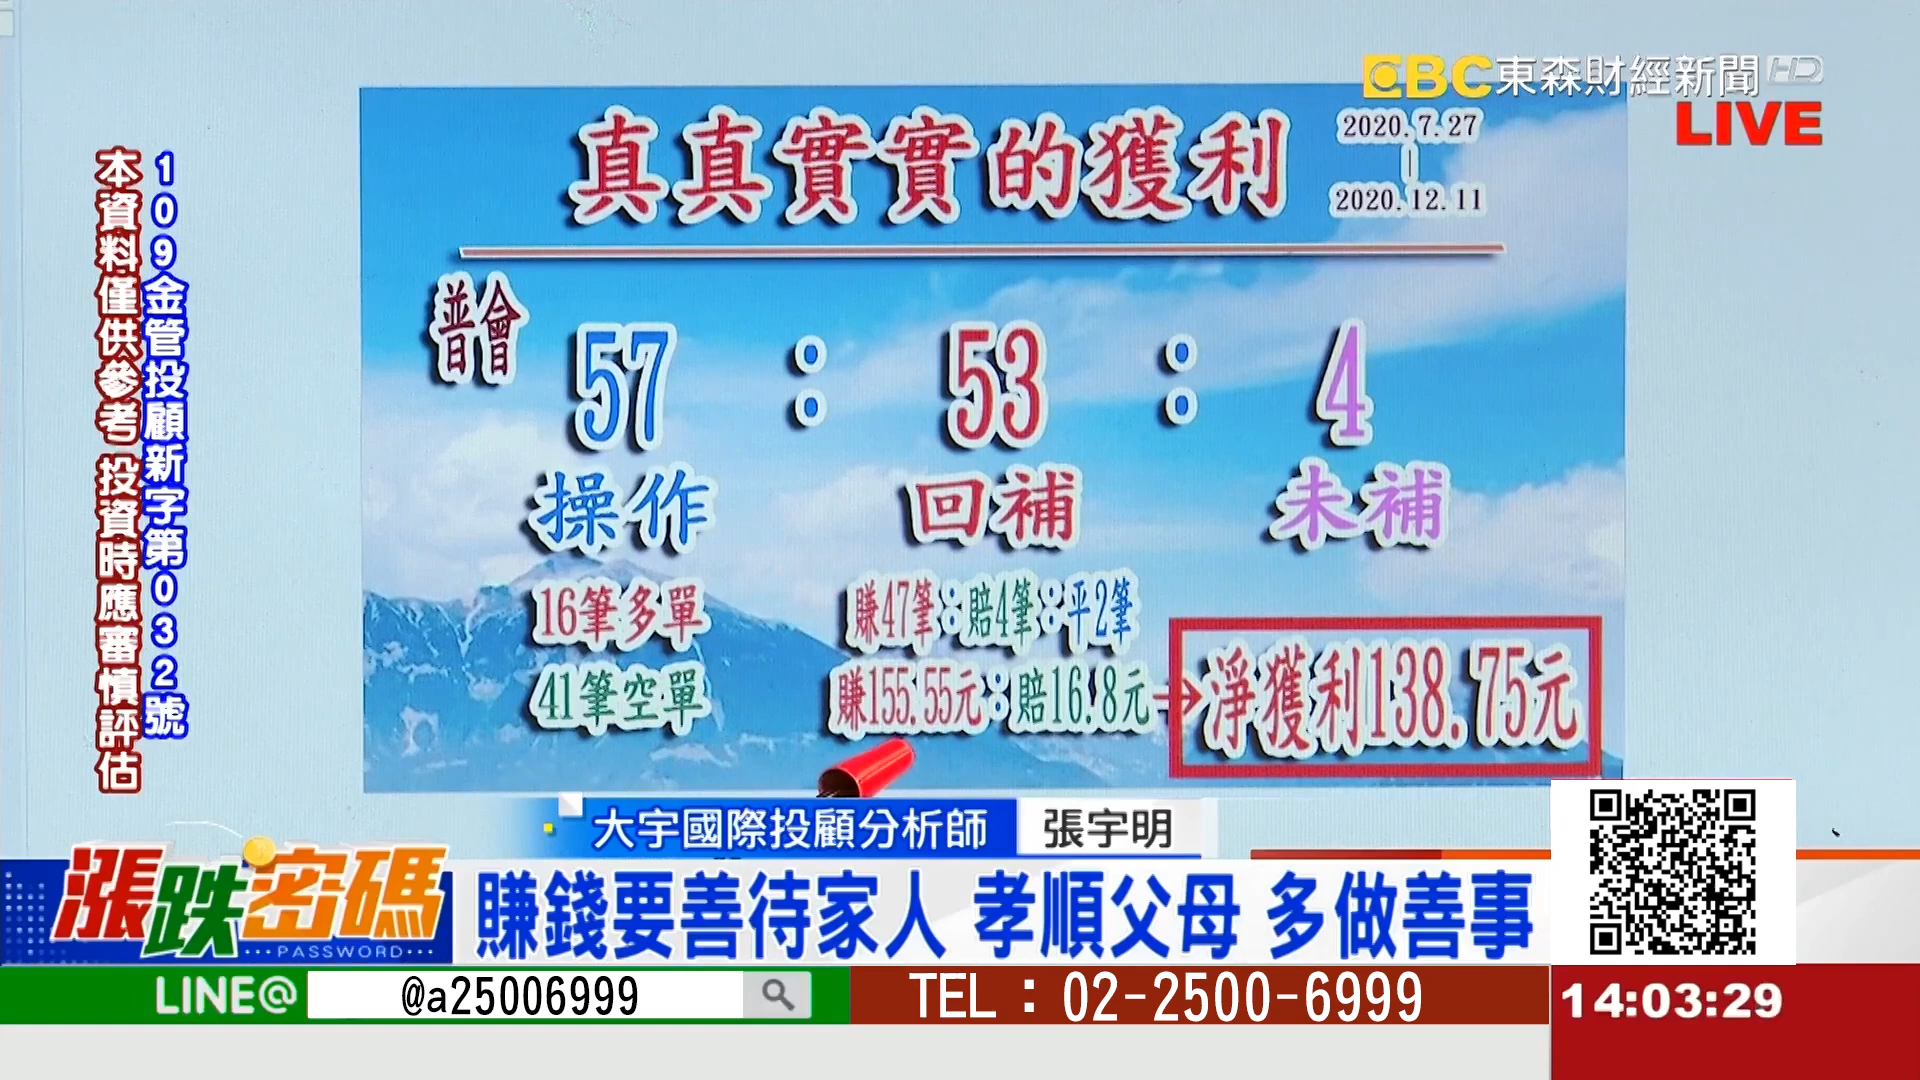 EBC東森財經新聞HD
LIVE
真真實實的獲利
2020.7.27
|
2020.12.11
109金管投顧新字第032號
本資料僅供參考 投資時應審慎評估
普會
57 : 53 : 4
操作 回補 未補
16筆多單 賺47筆:賠4筆:平2筆
41筆空單 賺155.55元:賠16.8元→淨獲利138.75元
大宇國際投顧分析師 張宇明
漲跌密碼
PASSWORD
賺錢要善待家人 孝順父母 多做善事
LINE@ @a25006999
TEL：02-2500-6999
14:03:29